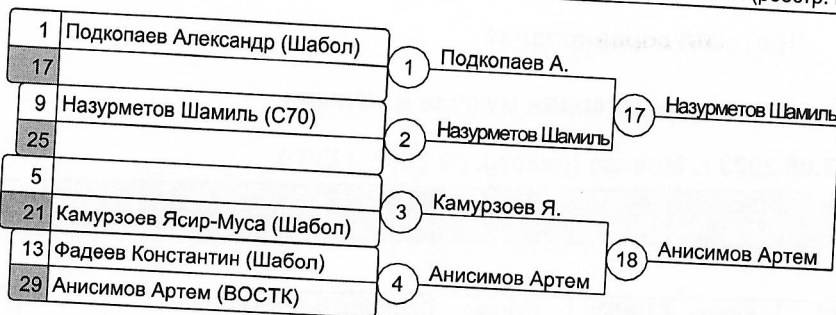 1 Подкопаев Александр (Шабол)
17
1 Подкопаев А.
9 Назурметов Шамиль (С70)
25
2 Назурметов Шамиль
17 Назурметов Шамиль
5
21 Камурзоев Ясир-Муса (Шабол)
3 Камурзоев Я.
13 Фадеев Константин (Шабол)
29 Анисимов Артем (ВОСТК)
4 Анисимов Артем
18 Анисимов Артем